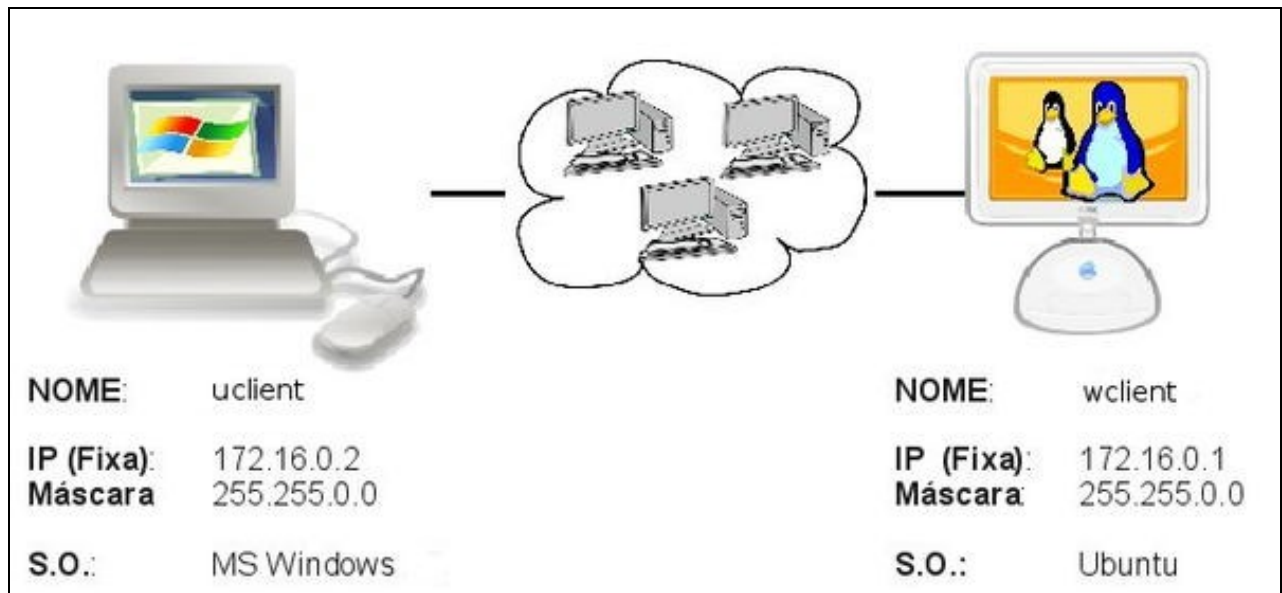 NOME: uclient
IP (Fixa): 172.16.0.2
Máscara 255.255.0.0
S.O.: MS Windows
NOME: wclient
IP (Fixa): 172.16.0.1
Máscara: 255.255.0.0
S.O.: Ubuntu